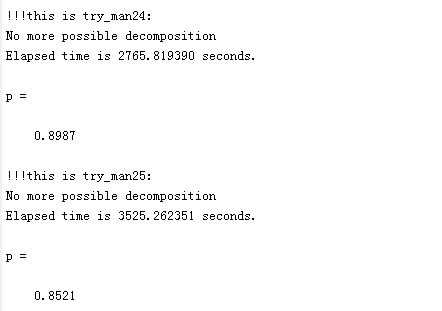 !!!this is try_man24:
No more possible decomposition
Elapsed time is 2765.819390 seconds.
p =
0.8987
!!!this is try_man25:
No more possible decomposition
Elapsed time is 3525.262351 seconds.
p =
0.8521